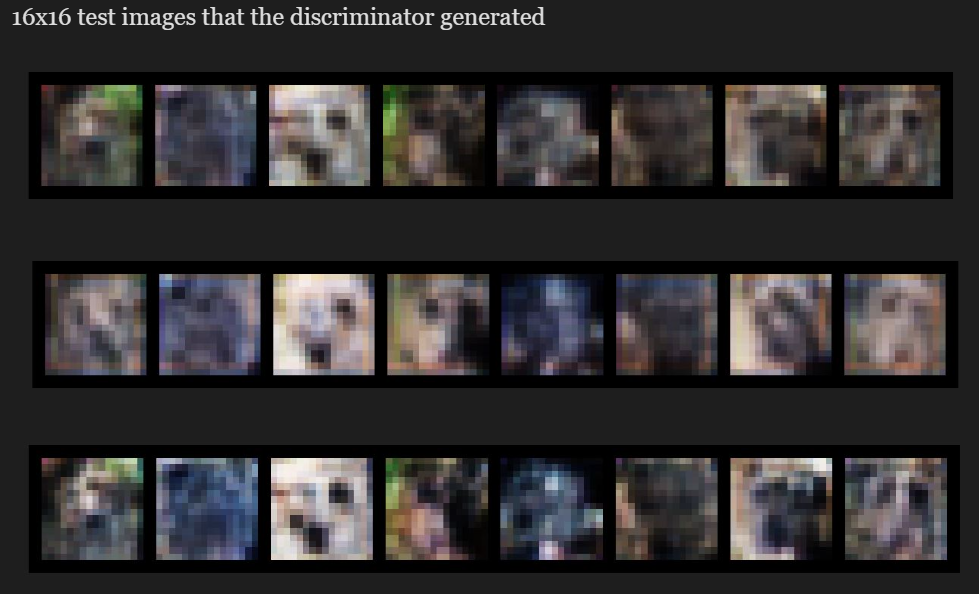 16x16 test images that the discriminator generated